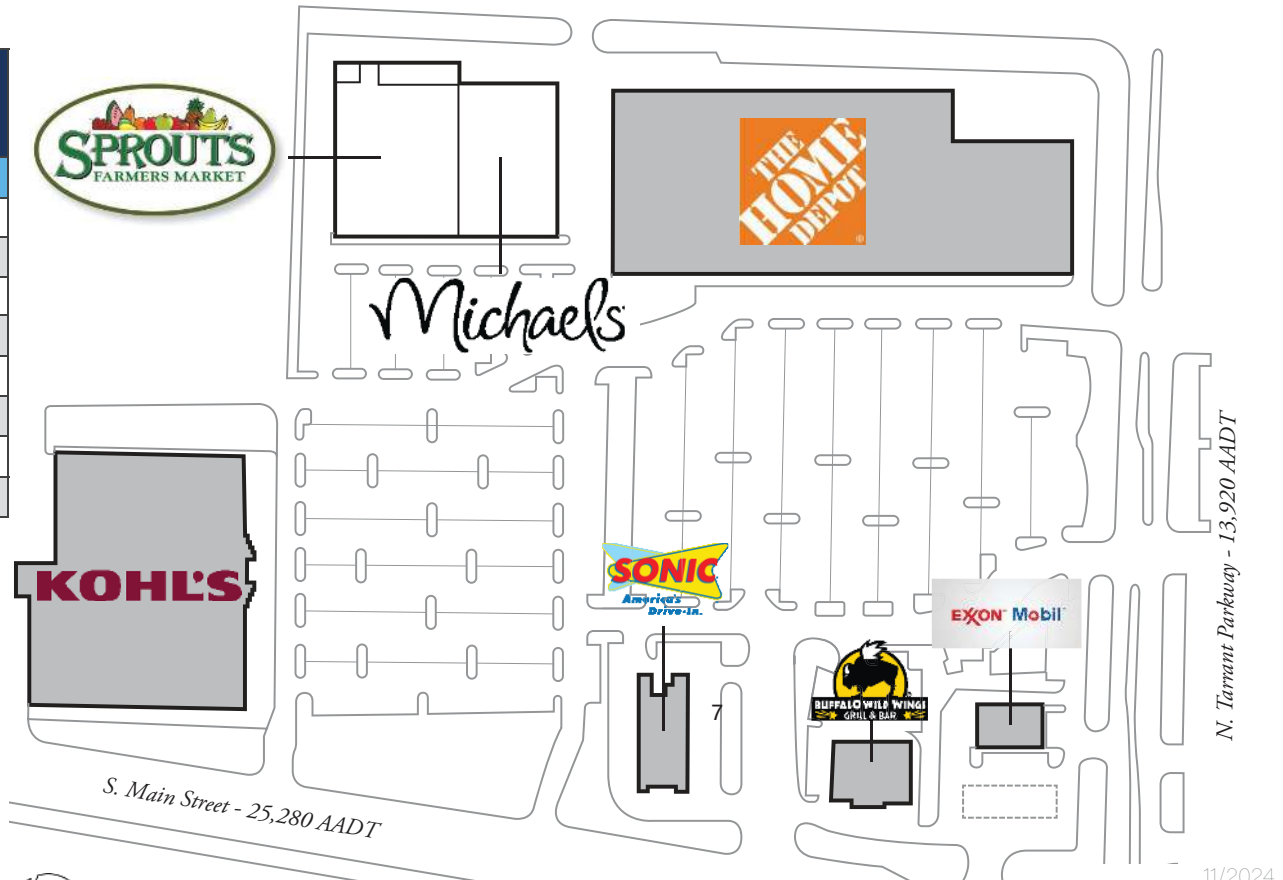 SPROUTS
FARMERS MARKET
THE
HOME
DEPOT
Michaels
KOHL'S
SONIC
America's
Drive-In.
EXXON Mobil
BUFFALO WILD WINGS
GRILL & BAR
7
S. Main Street - 25,280 AADT
N. Tarrant Parkway - 13,920 AADT
11/2024